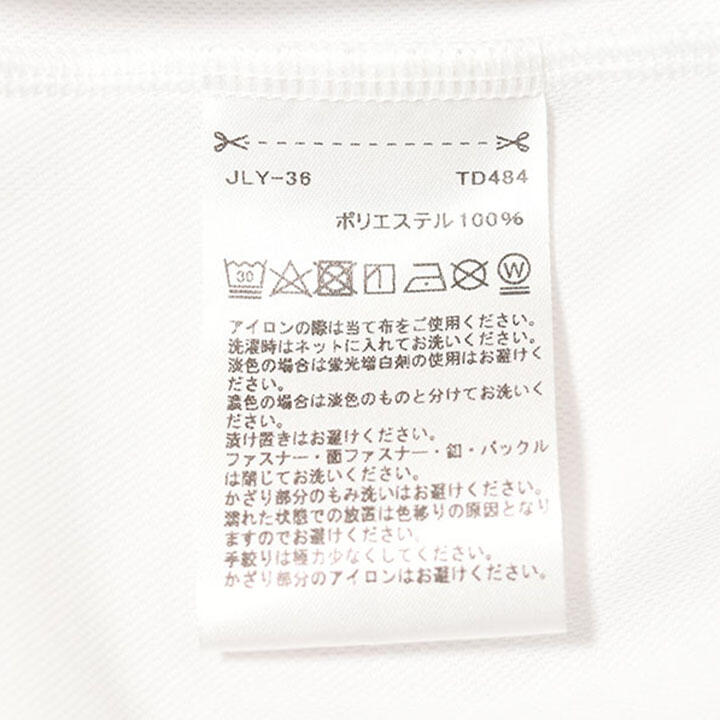 JLY-36 TD484
ポリエステル100%
30 W
アイロンの際は当て布をご使用ください。
洗濯時はネットに入れてお洗いください。
淡色の場合は蛍光増白剤の使用はお避けく
ださい。
濃色の場合は淡色のものと分けてお洗いく
ださい。
漬け置きはお避けください。
ファスナー・面ファスナー・釦・バックル
は閉じてお洗いください。
かざり部分のもみ洗いはお避けください。
濡れた状態での放置は色移りの原因となり
ますのでお避けください。
手絞りは極力少なくしてください。
かざり部分のアイロンはお避けください。